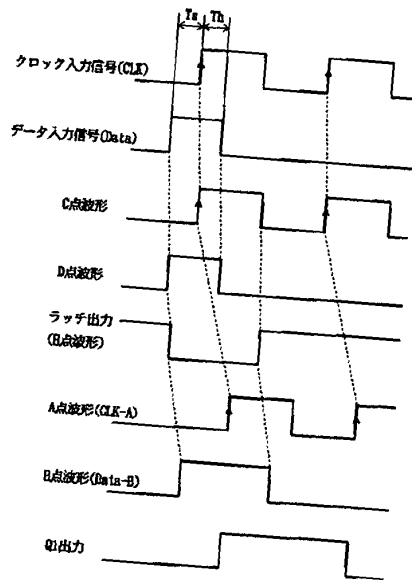 Ts Th
クロック入力信号(CLK)
データ入力信号(Data)
C点波形
D点波形
ラッチ出力
(H点波形)
A点波形(CLK-A)
B点波形(Data-B)
Q1出力